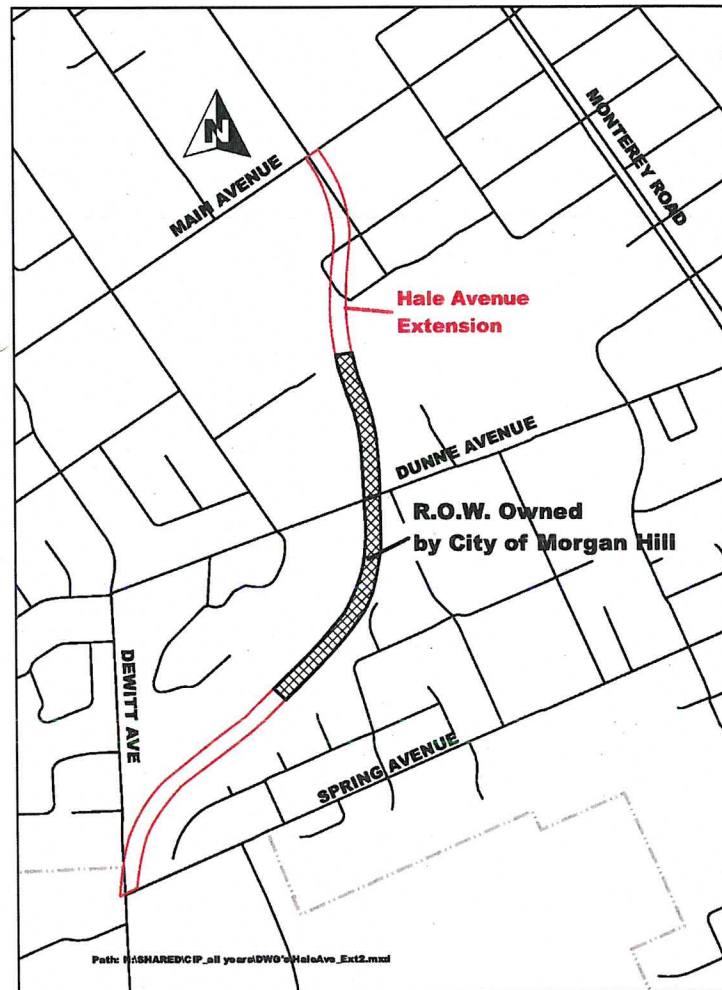 MONTEREY ROAD
N
MAIN AVENUE
Hale Avenue
Extension
DUNNE AVENUE
R.O.W. Owned
by City of Morgan Hill
DEWITT AVE
SPRING AVENUE
Path: N:\SHARED\CIP_all years\DWG's\HaleAve_Ext2.mxd